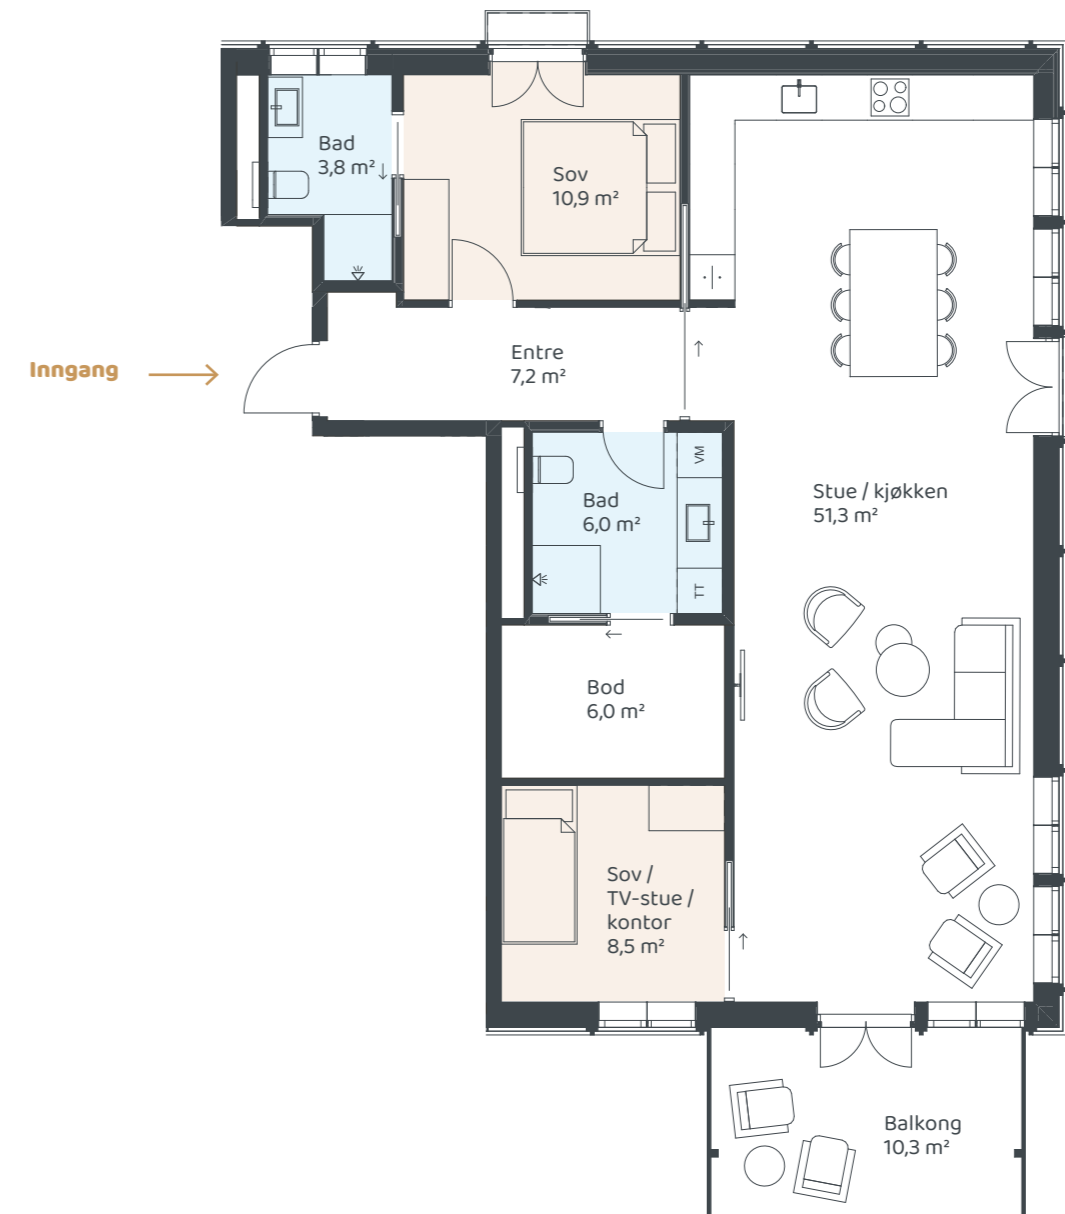 Bad
3,8 m²
Sov
10,9 m²
Inngang
Entre
7,2 m²
VM
Bad
6,0 m²
TT
Stue / kjøkken
51,3 m²
Bod
6,0 m²
Sov /
TV-stue /
kontor
8,5 m²
Balkong
10,3 m²